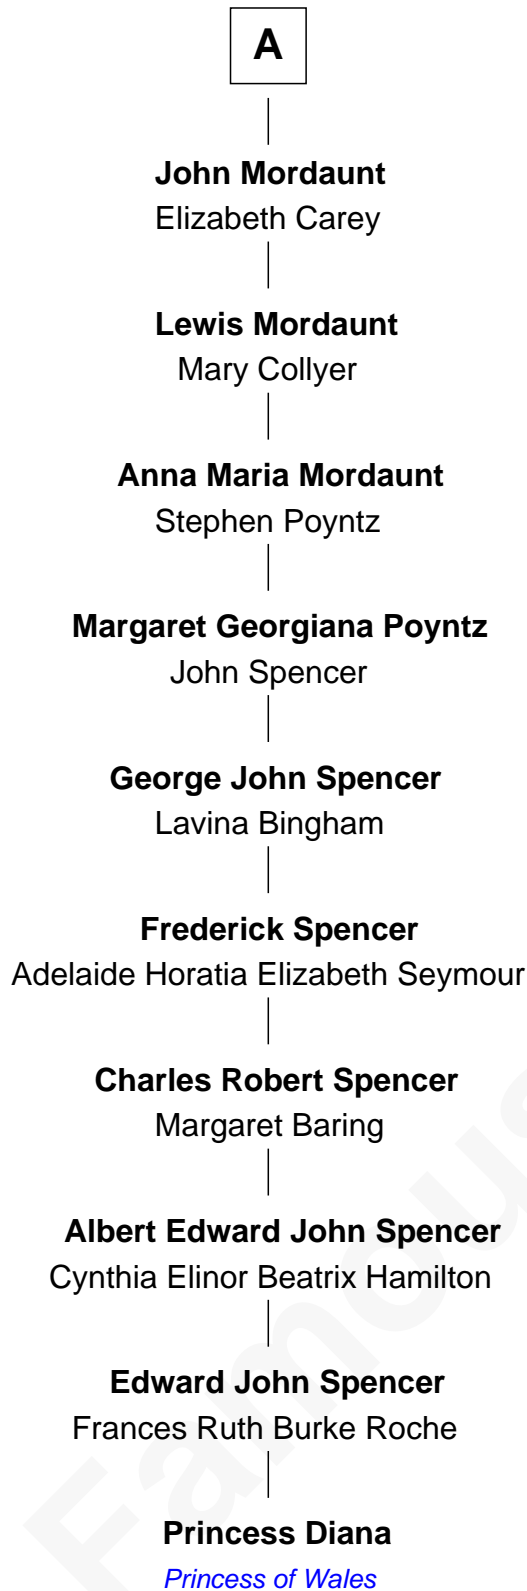 A
John Mordaunt
Elizabeth Carey
Lewis Mordaunt
Mary Collyer
Anna Maria Mordaunt
Stephen Poyntz
Margaret Georgiana Poyntz
John Spencer
George John Spencer
Lavina Bingham
Frederick Spencer
Adelaide Horatia Elizabeth Seymour
Charles Robert Spencer
Margaret Baring
Albert Edward John Spencer
Cynthia Elinor Beatrix Hamilton
Edward John Spencer
Frances Ruth Burke Roche
Princess Diana
Princess of Wales
Famous